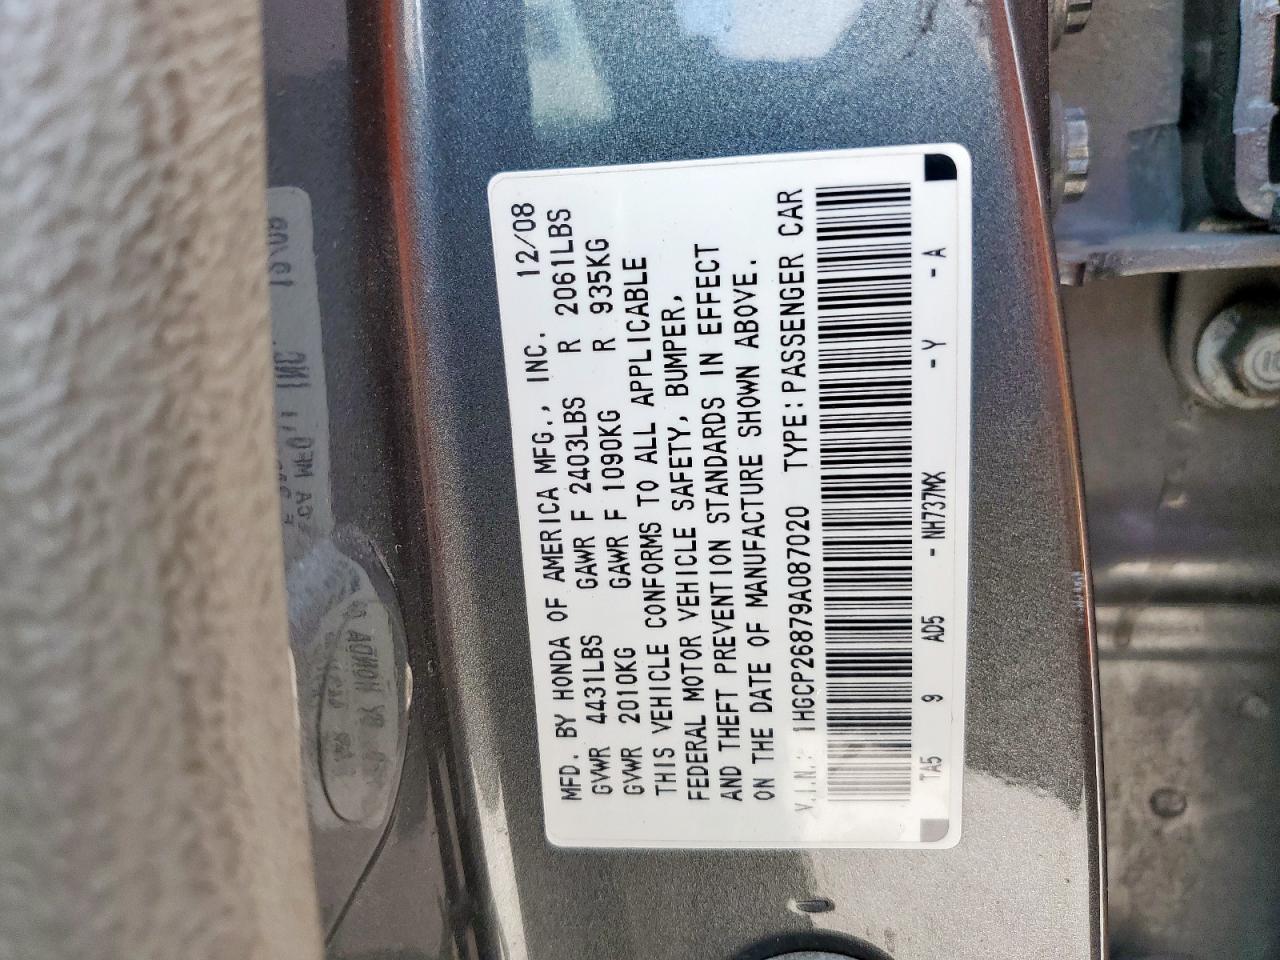 MFD. BY HONDA OF AMERICA MFG., INC. 12/08
GVWR 4431LBS GAWR F 2403LBS R 2061LBS
GVWR 2010KG GAWR F 1090KG R 935KG
THIS VEHICLE CONFORMS TO ALL APPLICABLE
FEDERAL MOTOR VEHICLE SAFETY, BUMPER,
AND THEFT PREVENTION STANDARDS IN EFFECT
ON THE DATE OF MANUFACTURE SHOWN ABOVE.
V.I.N.: 1HGCP26879A087020 TYPE: PASSENGER CAR
TA5 9 AD5 - NH737MX - Y - A